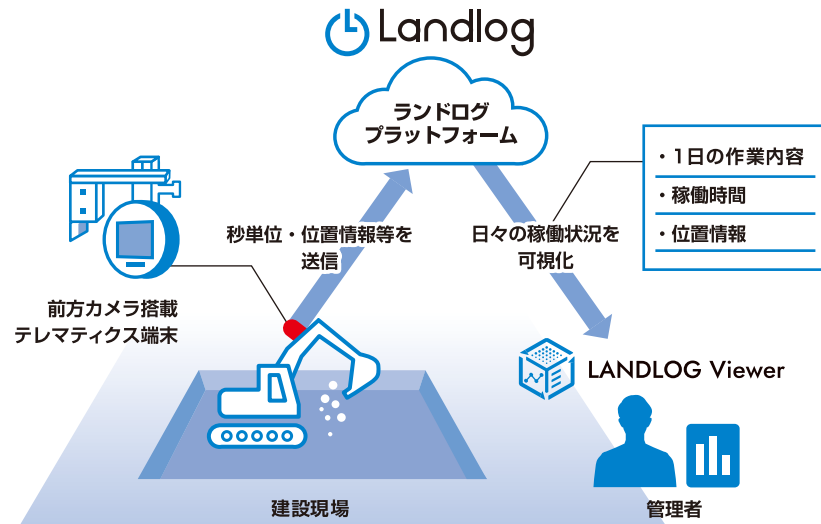 Landlog
ランドログ
プラットフォーム
・1日の作業内容
・稼働時間
・位置情報
秒単位・位置情報等を
送信
日々の稼働状況を
可視化
前方カメラ搭載
テレマティクス端末
LANDLOG Viewer
建設現場
管理者